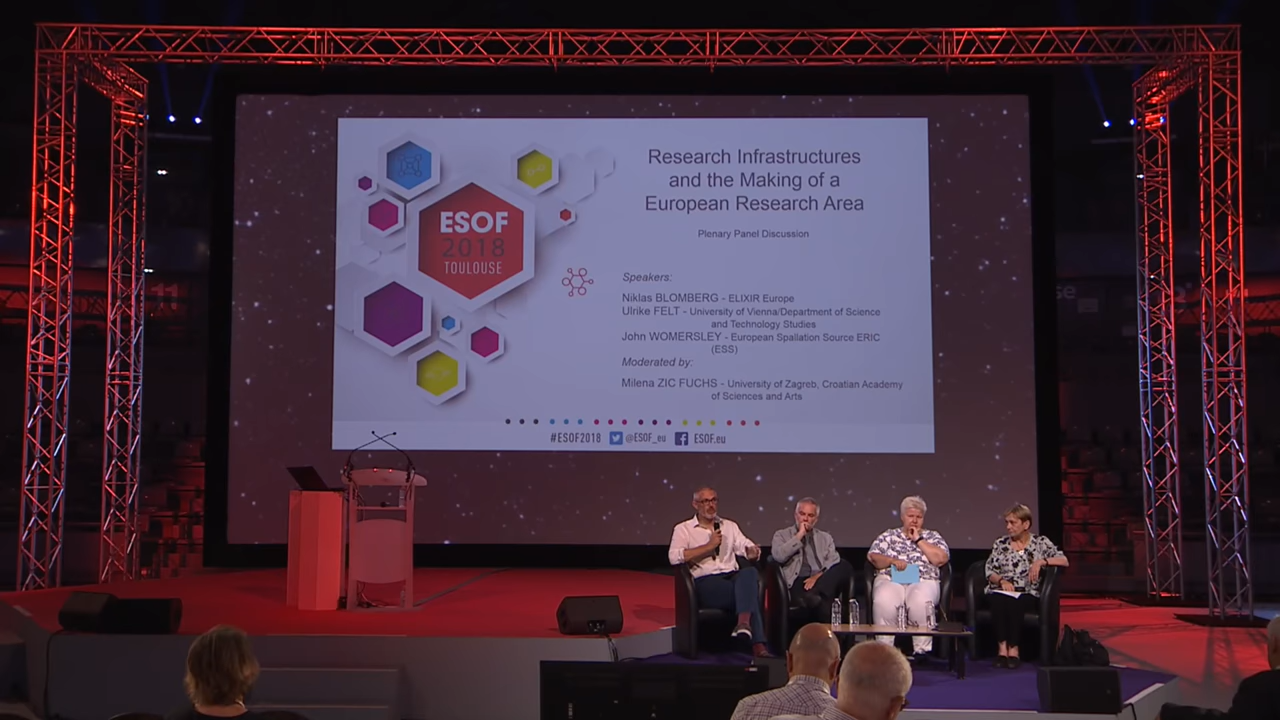 ESOF
2018
TOULOUSE
Research Infrastructures
and the Making of a
European Research Area
Plenary Panel Discussion
Speakers:
Niklas BLOMBERG - ELIXIR Europe
Ulrike FELT - University of Vienna/Department of Science
and Technology Studies
John WOMERSLEY - European Spallation Source ERIC
(ESS)
Moderated by:
Milena ZIC FUCHS - University of Zagreb, Croatian Academy
of Sciences and Arts
#ESOF2018 @ESOF_eu ESOF.eu